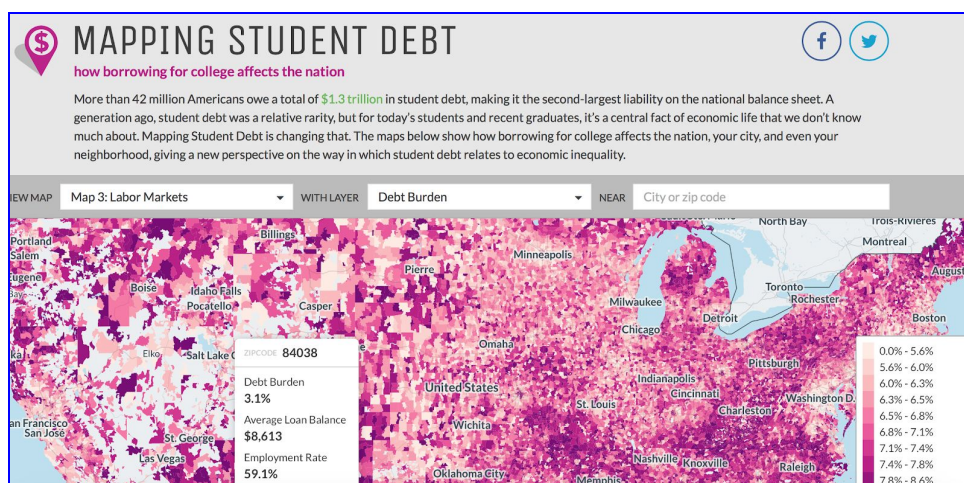 MAPPING STUDENT DEBT
how borrowing for college affects the nation
More than 42 million Americans owe a total of $1.3 trillion in student debt, making it the second-largest liability on the national balance sheet. A
generation ago, student debt was a relative rarity, but for today's students and recent graduates, it's a central fact of economic life that we don't know
much about. Mapping Student Debt is changing that. The maps below show how borrowing for college affects the nation, your city, and even your
neighborhood, giving a new perspective on the way in which student debt relates to economic inequality.
IEW MAP Map 3: Labor Markets WITH LAYER Debt Burden NEAR City or zip code
North Bay Trois-Rivières
Portland Billings Montreal
Salem Minneapolis
Eugene Pierre August
Boise Idaho Falls Toronto
Pocatello Casper Milwaukee Rochester
Detroit Boston
Chicago
Omaha
Elko Salt Lake C
ZIPCODE 84038
Debt Burden
3.1%
Average Loan Balance
$8,613
Employment Rate
59.1%
Pittsburgh
United States Indianapolis
Cincinnati Washington D.
St. Louis Charleston
an Francisco
San José Wichita
St. George
Las Vegas Nashville Knoxville
Oklahoma City Raleigh
Memphis
0.0% - 5.6%
5.6% - 6.0%
6.0% - 6.3%
6.3% - 6.5%
6.5% - 6.8%
6.8% - 7.1%
7.1% - 7.4%
7.4% - 7.8%
7.8% - 8.6%